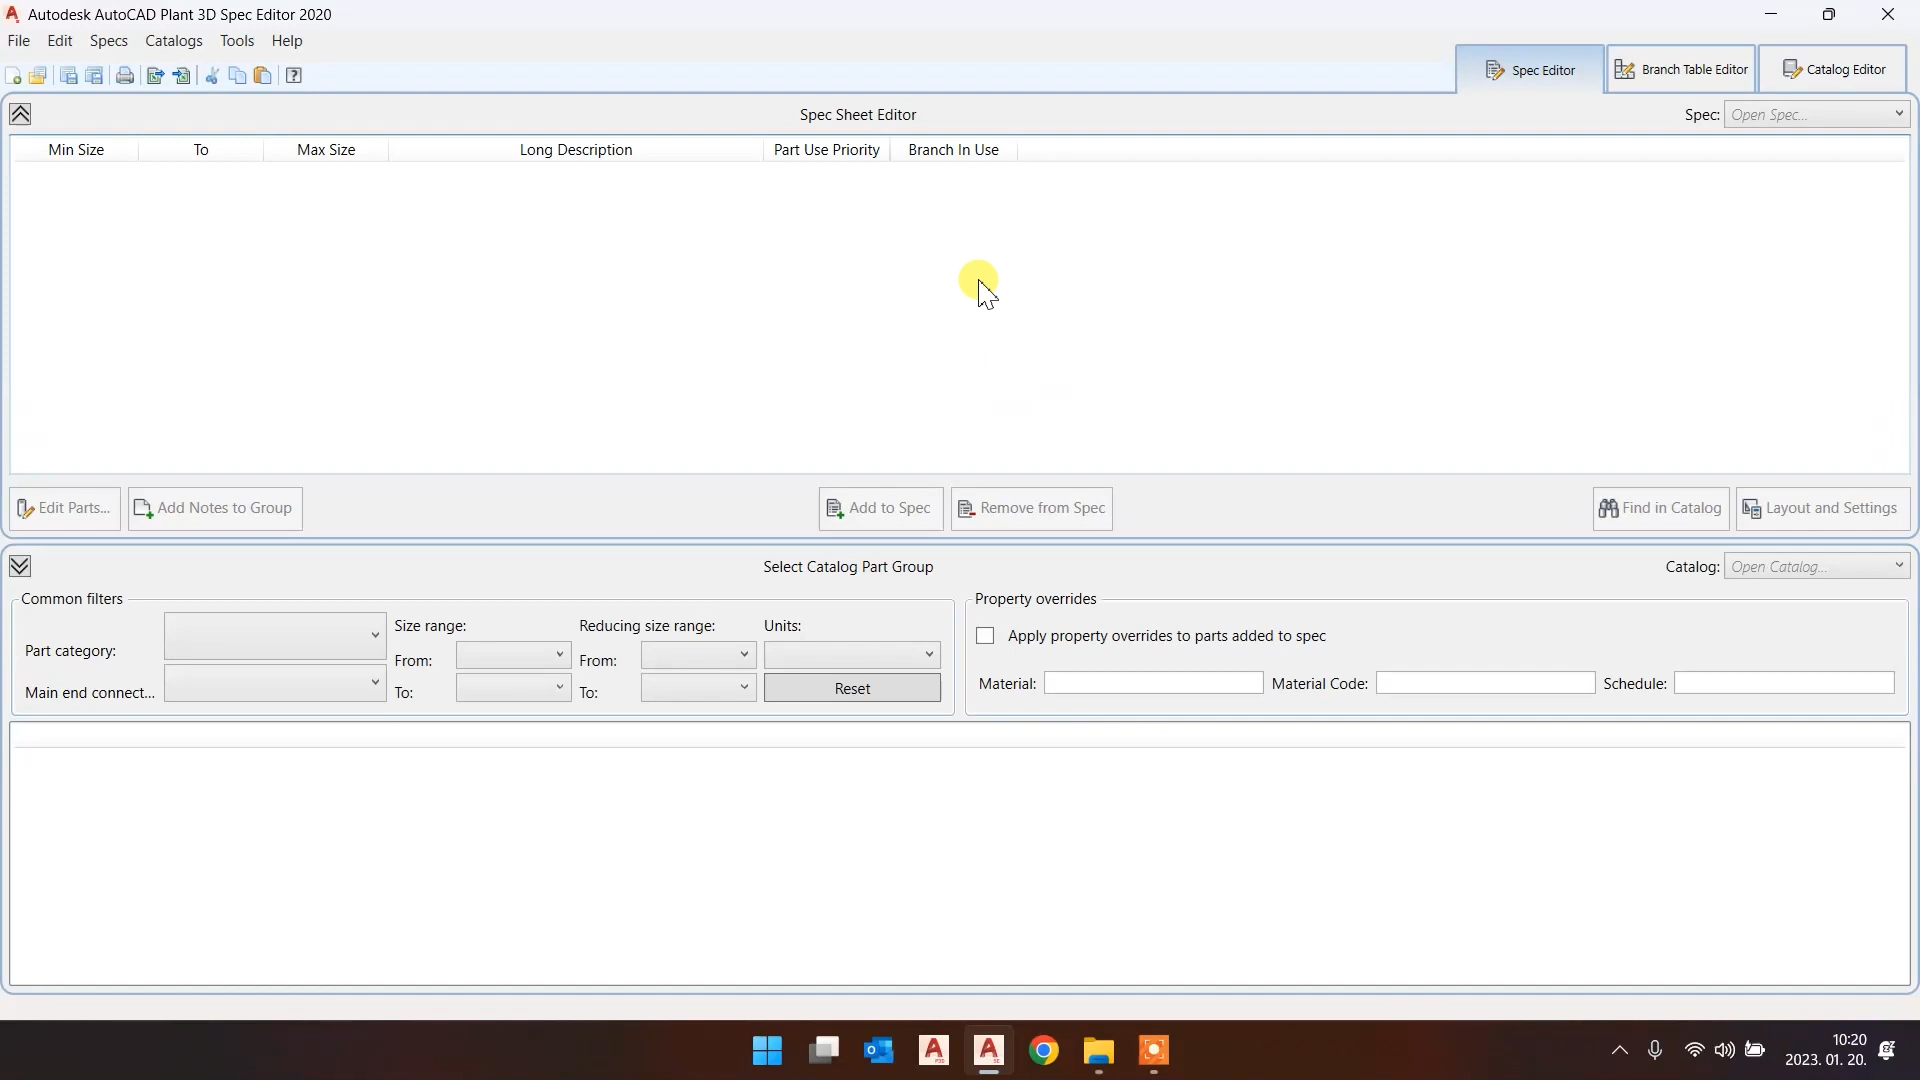 Autodesk AutoCAD Plant 3D Spec Editor 2020
File Edit Specs Catalogs Tools Help
Spec Editor Branch Table Editor Catalog Editor
Spec Sheet Editor Spec: Open Spec...
Min Size To Max Size Long Description Part Use Priority Branch In Use
Edit Parts... Add Notes to Group Add to Spec Remove from Spec Find in Catalog Layout and Settings
Select Catalog Part Group Catalog: Open Catalog...
Common filters Property overrides
Size range: Reducing size range: Units: Apply property overrides to parts added to spec
Part category: From: From:
Main end connect... To: To: Reset Material: Material Code: Schedule:
10:20
2023. 01. 20.